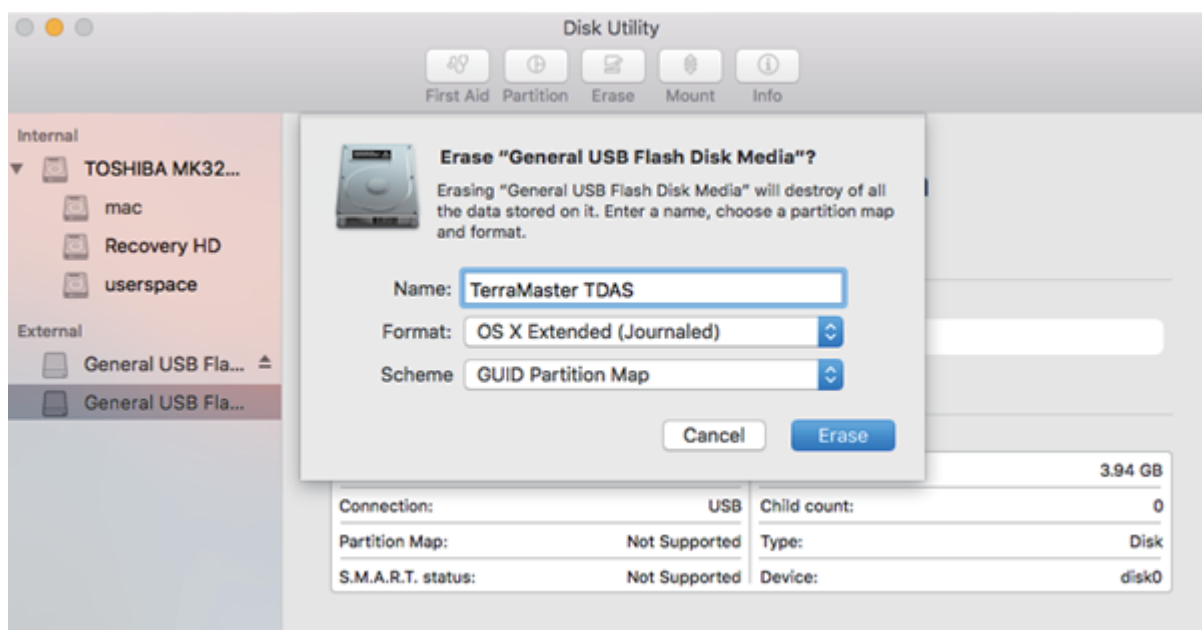 Disk Utility
First Aid Partition Erase Mount Info
Internal
TOSHIBA MK32...
mac
Recovery HD
userspace
External
General USB Fla...
General USB Fla...
Erase “General USB Flash Disk Media”?
Erasing “General USB Flash Disk Media” will destroy of all
the data stored on it. Enter a name, choose a partition map
and format.
Name: TerraMaster TDAS
Format: OS X Extended (Journaled)
Scheme GUID Partition Map
Cancel Erase
3.94 GB
Connection: USB Child count: 0
Partition Map: Not Supported Type: Disk
S.M.A.R.T. status: Not Supported Device: disk0